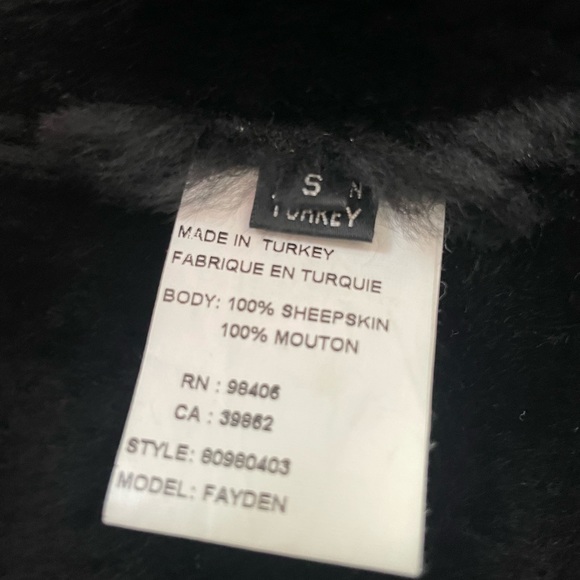 S
TURKEY
MADE IN TURKEY
FABRIQUE EN TURQUIE
BODY: 100% SHEEPSKIN
100% MOUTON
RN : 98406
CA : 39862
STYLE: 80980403
MODEL: FAYDEN